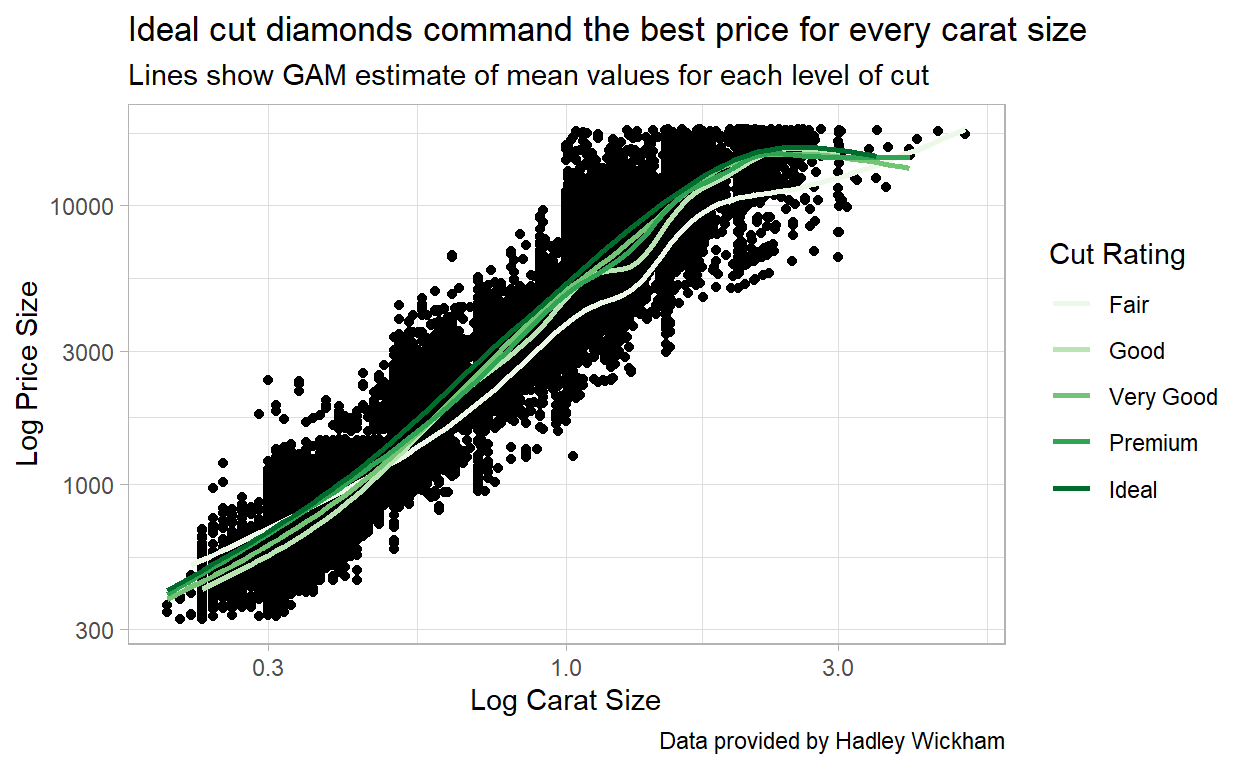 Ideal cut diamonds command the best price for every carat size
Lines show GAM estimate of mean values for each level of cut
Log Price Size
10000
3000
1000
300
0.3
1.0
3.0
Log Carat Size
Cut Rating
Fair
Good
Very Good
Premium
Ideal
Data provided by Hadley Wickham